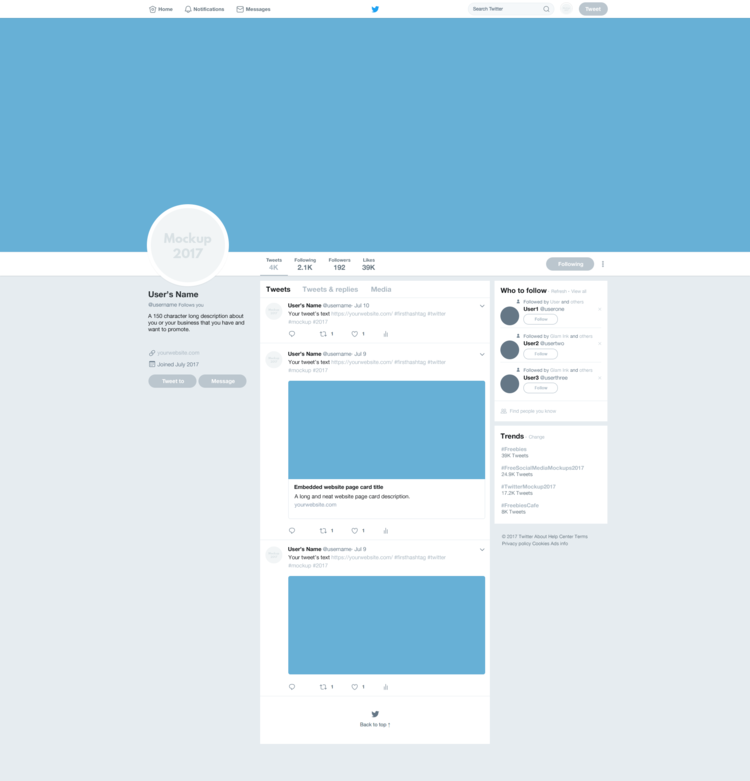 Home Notifications Messages Search Twitter Tweet
Mockup
2017
Tweets Following Followers Likes
4K 2.1K 192 39K
Following
User's Name
@username Follows you
A 150 character long description about
you or your business that you have and
want to promote.
yourwebsite.com
Joined July 2017
Tweet to Message
Tweets Tweets & replies Media
User's Name @username Jul 10
Your tweet's text https://yourwebsite.com/ #firsthashtag #twitter
#mockup #2017
1 1
User's Name @username Jul 9
Your tweet's text https://yourwebsite.com/ #firsthashtag #twitter
#mockup #2017
Embedded website page card title
A long and neat website page card description.
yourwebsite.com
1 1
User's Name @username Jul 9
Your tweet's text https://yourwebsite.com/ #firsthashtag #twitter
#mockup #2017
1 1
Back to top ↑
Who to follow · Refresh · View all
Followed by User and others
User1 @userone
Follow
Followed by and others
User2 @usertwo
Follow
Followed by and others
User3 @userthree
Follow
Find people you know
Trends · Change
#Freebies
39K Tweets
#FreeSocialMediaMockups2017
24.8K Tweets
#TwitterMockup2017
17.2K Tweets
#FreebiesCafe
8K Tweets
© 2017 Twitter About Help Center Terms
Privacy policy Cookies Ads info